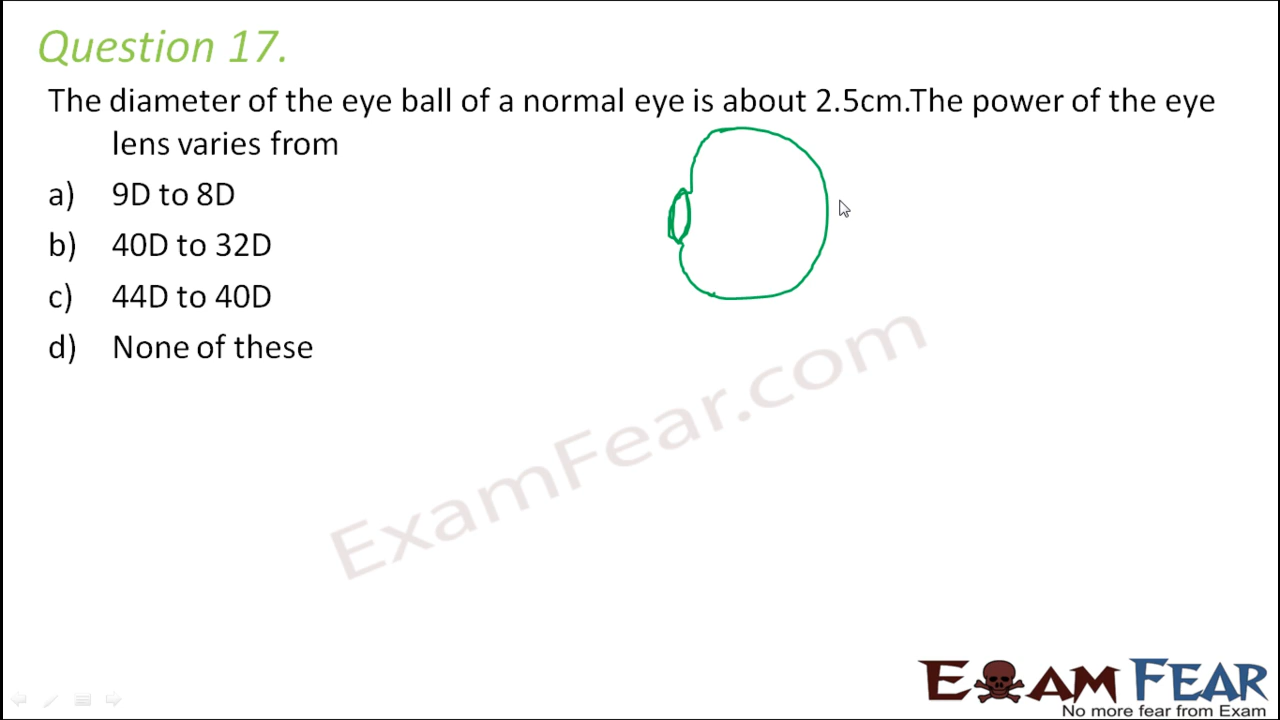 Question 17.
The diameter of the eye ball of a normal eye is about 2.5cm.The power of the eye
lens varies from
a) 9D to 8D
b) 40D to 32D
c) 44D to 40D
d) None of these
ExamFear.com
EXAM FEAR
No more fear from Exam